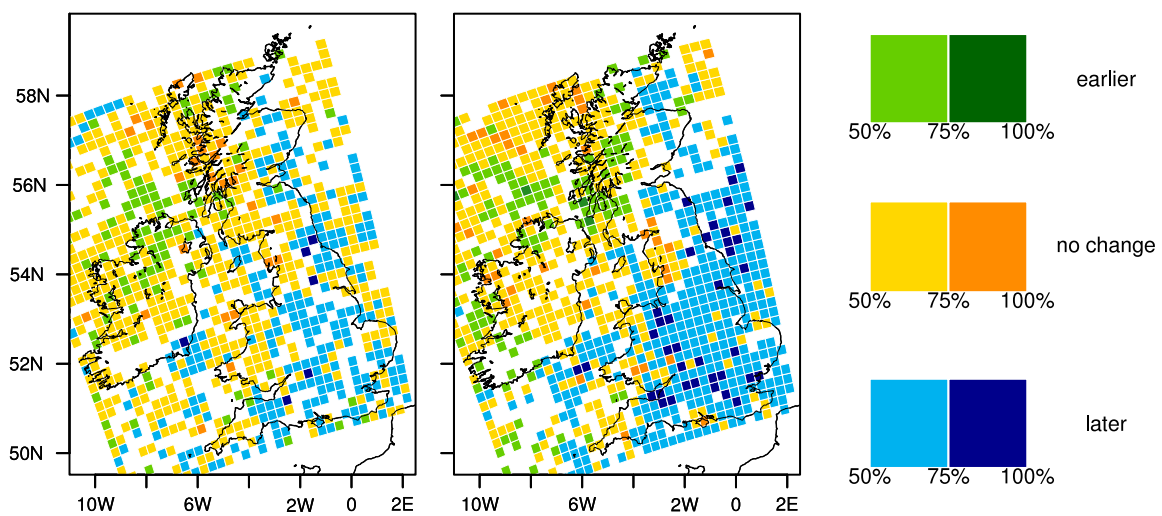 58N
56N
54N
52N
50N
10W 6W 2W 0 2E
10W 6W 2W 0 2E
earlier
50% 75% 100%
no change
50% 75% 100%
later
50% 75% 100%